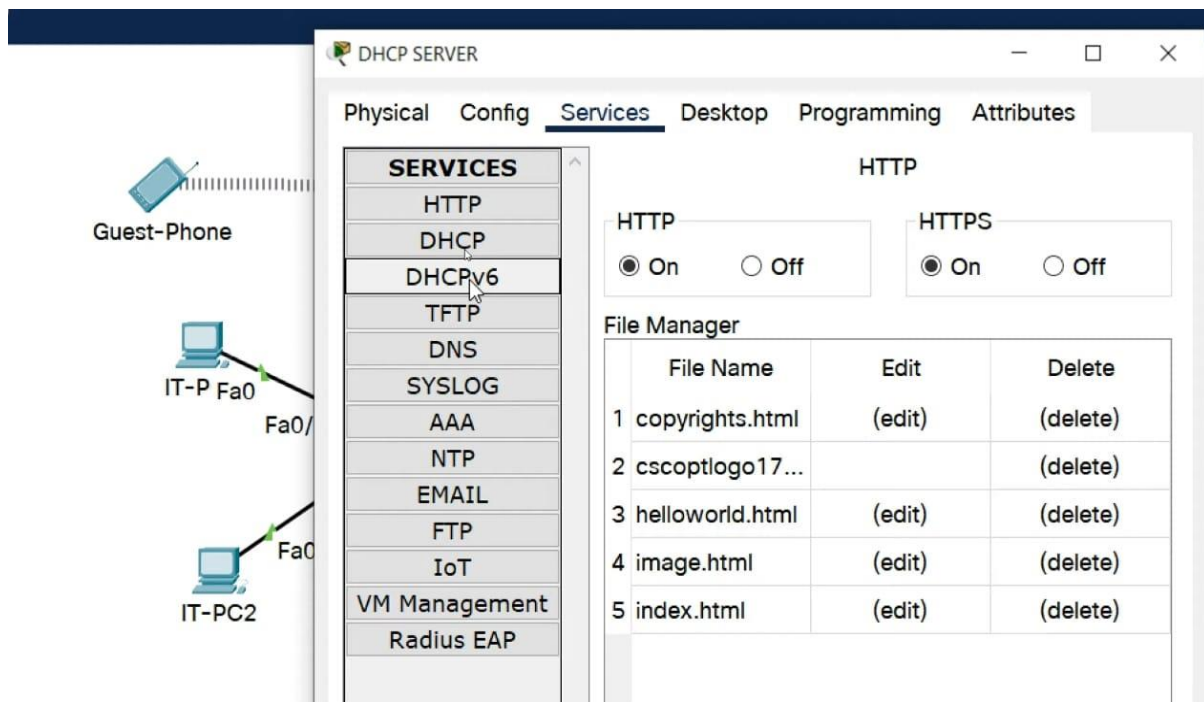 DHCP SERVER
Physical Config Services Desktop Programming Attributes
SERVICES
HTTP
DHCP
DHCPv6
TFTP
DNS
SYSLOG
AAA
NTP
EMAIL
FTP
IoT
VM Management
Radius EAP
HTTP
HTTP
On Off
HTTPS
On Off
File Manager
File Name Edit Delete
1 copyrights.html (edit) (delete)
2 cscoptlogo17... (delete)
3 helloworld.html (edit) (delete)
4 image.html (edit) (delete)
5 index.html (edit) (delete)
Guest-Phone
IT-P Fa0
Fa0/
Fa0
IT-PC2